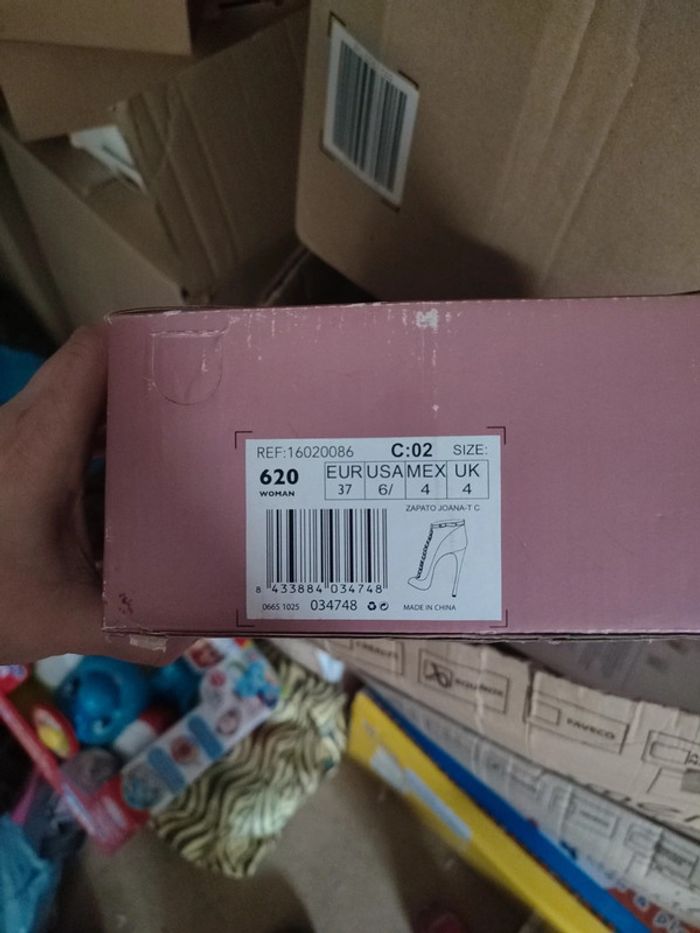 REF:16020086 C:02 SIZE:
620 EUR USA MEX UK
WOMAN 37 6/ 4 4
ZAPATO JOANA-T C
8 433884 034748
0665 1025 034748 MADE IN CHINA
PAVECO